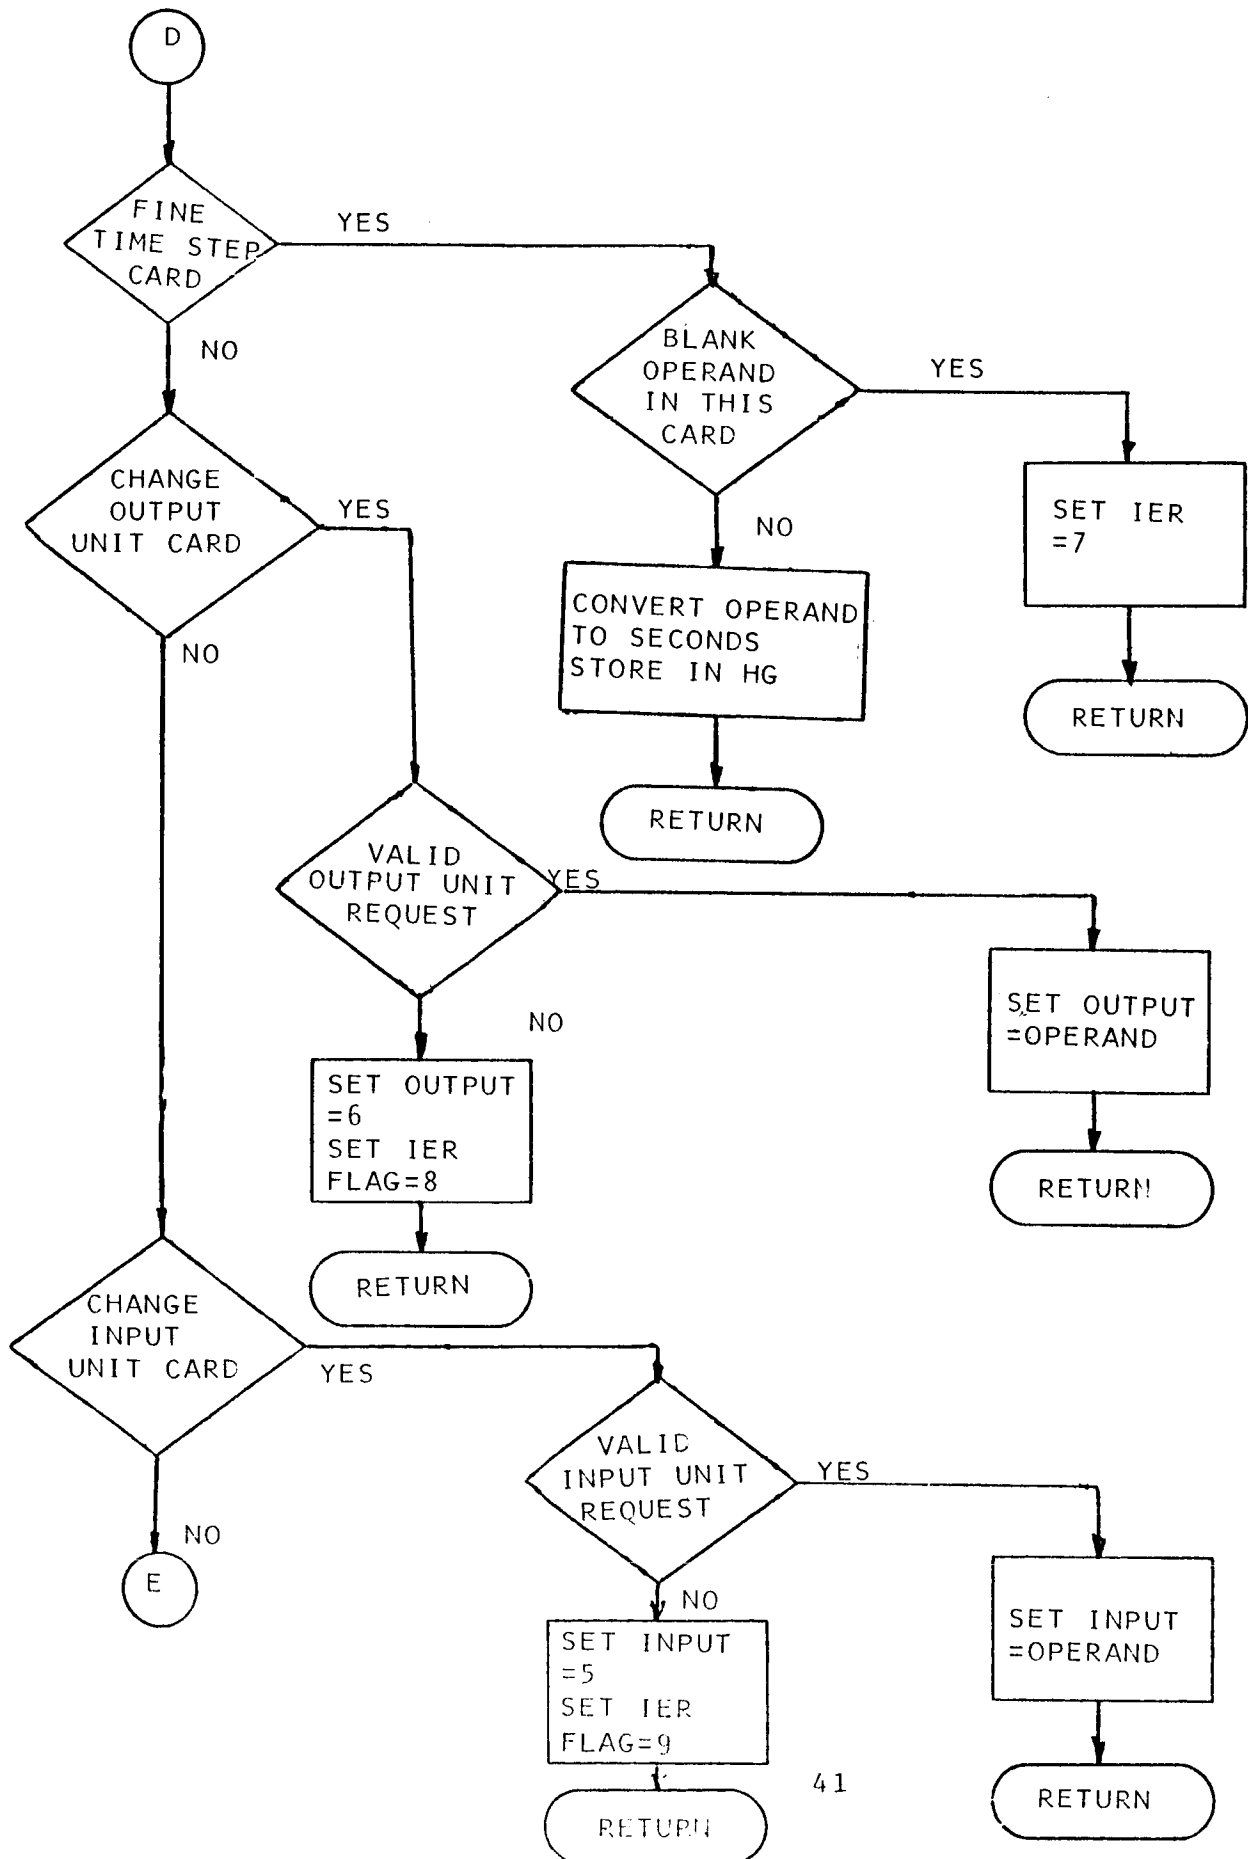 D
FINE
TIME STEP
CARD
YES
NO
BLANK
OPERAND
IN THIS
CARD
YES
SET IER
=7
RETURN
NO
CONVERT OPERAND
TO SECONDS
STORE IN HG
RETURN
CHANGE
OUTPUT
UNIT CARD
YES
NO
VALID
OUTPUT UNIT
REQUEST
YES
SET OUTPUT
=OPERAND
RETURN
NO
SET OUTPUT
=6
SET IER
FLAG=8
RETURN
CHANGE
INPUT
UNIT CARD
YES
NO
E
VALID
INPUT UNIT
REQUEST
YES
SET INPUT
=OPERAND
RETURN
NO
SET INPUT
=5
SET IER
FLAG=9
RETURN
41